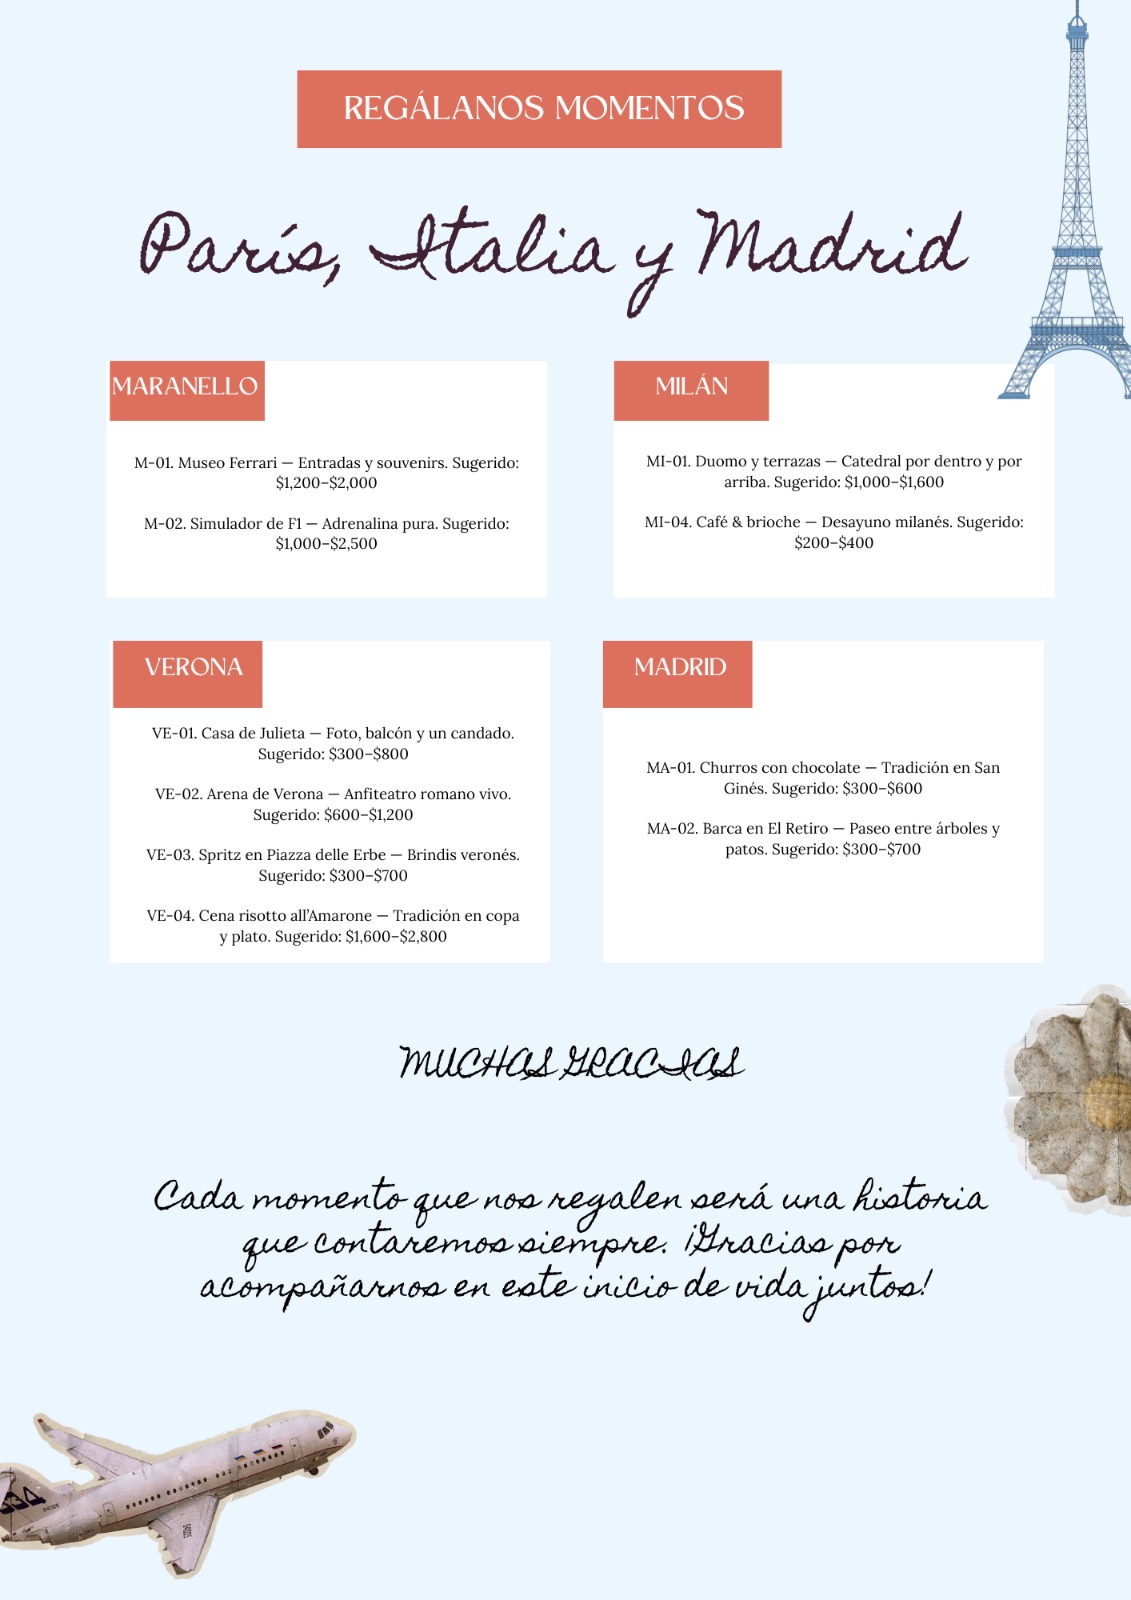 REGÁLANOS MOMENTOS
París, Italia y Madrid
MARANELLO
M-01. Museo Ferrari — Entradas y souvenirs. Sugerido:
$1,200–$2,000
M-02. Simulador de F1 — Adrenalina pura. Sugerido:
$1,000–$2,500
MILÁN
MI-01. Duomo y terrazas — Catedral por dentro y por
arriba. Sugerido: $1,000–$1,600
MI-04. Café & brioche — Desayuno milanés. Sugerido:
$200–$400
VERONA
VE-01. Casa de Julieta — Foto, balcón y un candado.
Sugerido: $300–$800
VE-02. Arena de Verona — Anfiteatro romano vivo.
Sugerido: $600–$1,200
VE-03. Spritz en Piazza delle Erbe — Brindis veronés.
Sugerido: $300–$700
VE-04. Cena risotto all’Amarone — Tradición en copa
y plato. Sugerido: $1,600–$2,800
MADRID
MA-01. Churros con chocolate — Tradición en San
Ginés. Sugerido: $300–$600
MA-02. Barca en El Retiro — Paseo entre árboles y
patos. Sugerido: $300–$700
MUCHAS GRACIAS
Cada momento que nos regalen será una historia
que contaremos siempre. ¡Gracias por
acompañarnos en este inicio de vida juntos!